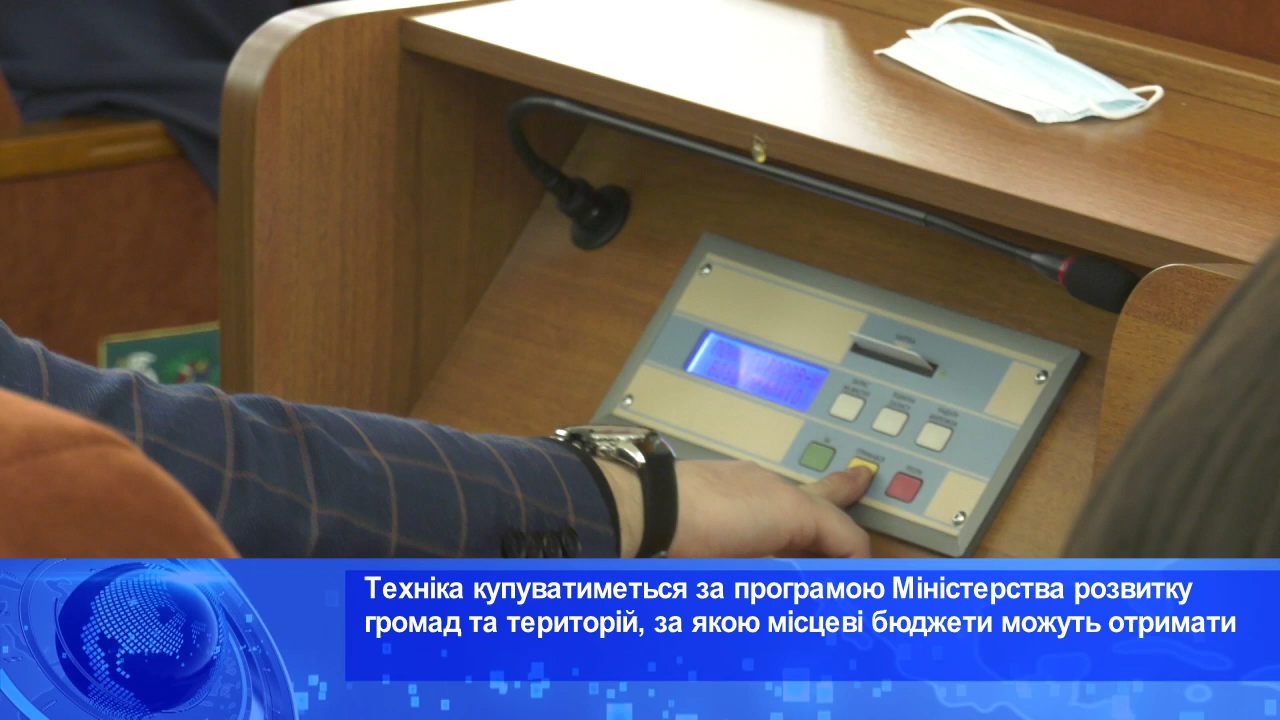 Техніка купуватиметься за програмою Міністерства розвитку
громад та територій, за якою місцеві бюджети можуть отримати